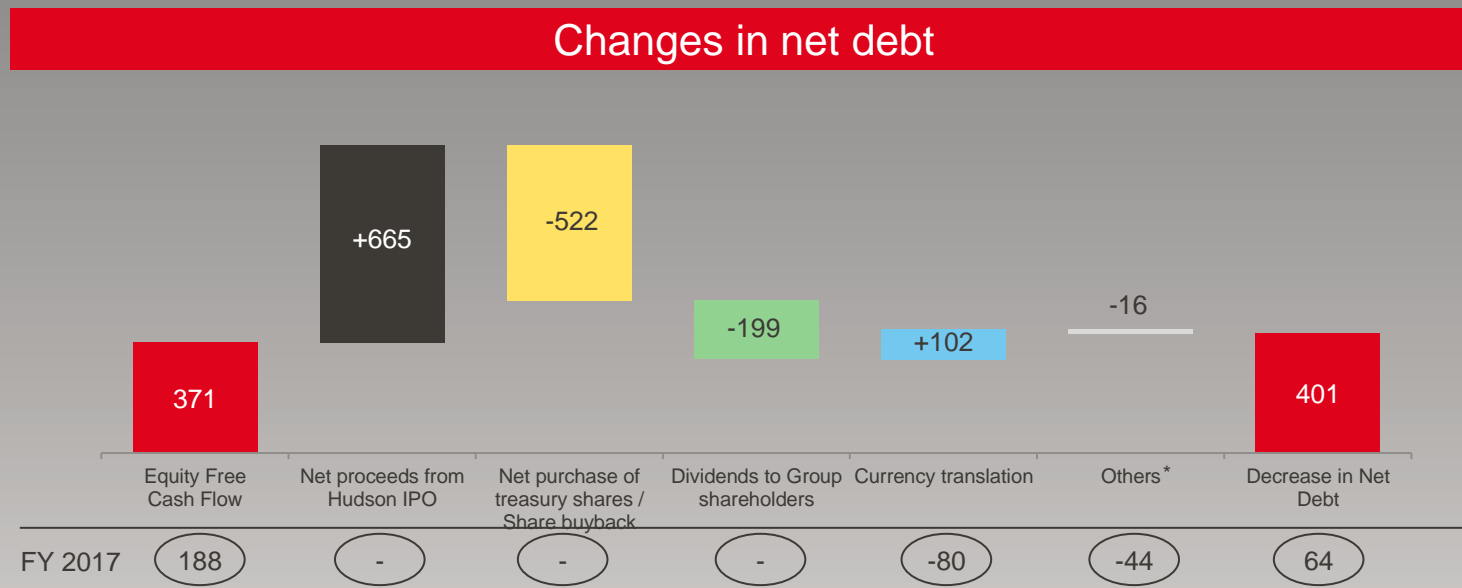 Changes in net debt
+665
-522
-16
-199
+102
371
401
Equity Free
Cash Flow
Net proceeds from
Hudson IPO
Net purchase of
treasury shares /
Share buyback
Dividends to Group
shareholders
Currency translation
Others*
Decrease in Net
Debt
FY 2017 188 - - - -80 -44 64